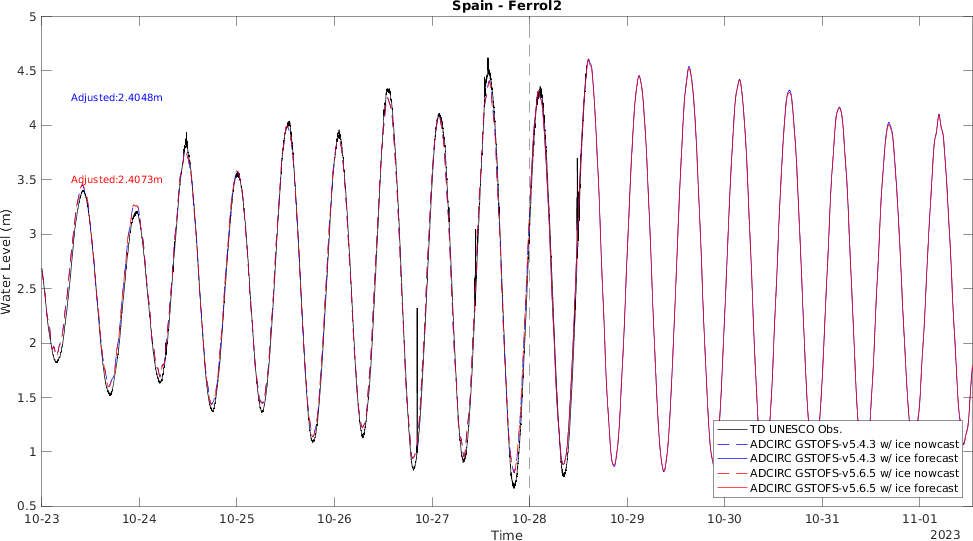 Spain - Ferrol2
5
4.5
4
3.5
3
2.5
2
1.5
1
0.5
Water Level (m)
Adjusted:2.4048m
Adjusted:2.4073m
TD UNESCO Obs.
ADCIRC GSTOFS-v5.4.3 w/ ice nowcast
ADCIRC GSTOFS-v5.4.3 w/ ice forecast
ADCIRC GSTOFS-v5.6.5 w/ ice nowcast
ADCIRC GSTOFS-v5.6.5 w/ ice forecast
10-23 10-24 10-25 10-26 10-27 10-28 10-29 10-30 10-31 11-01
Time
2023